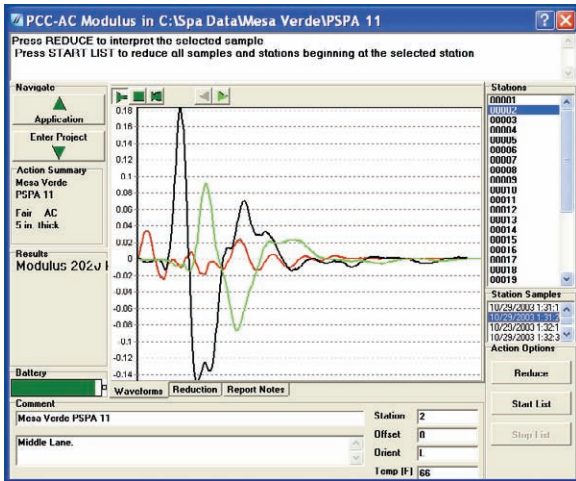 PCC-AC Modulus in C:\Spa Data\Mesa Verde\PSPA 11
Press REDUCE to interpret the selected sample
Press START LIST to reduce all samples and stations beginning at the selected station
Navigate
Application
Enter Project
Action Summary
Mesa Verde
PSPA 11
Fair AC
5 in. thick
Results
Modulus
Battery
0.18
0.16
0.14
0.12
0.1
0.08
0.06
0.04
0.02
0
-0.02
-0.04
-0.06
-0.08
-0.1
-0.12
-0.14
Waveforms
Reduction
Report Notes
Stations
00001
00002
00003
00004
00005
00006
00007
00008
00009
00010
00011
00012
00013
00014
00015
00016
00017
00018
00019
Station Samples
10/29/2003 1:31:1
10/29/2003 1:31:2
10/29/2003 1:32:1
10/29/2003 1:32:3
Action Options
Reduce
Start List
Stop List
Comment
Mesa Verde PSPA 11
Middle Lane.
Station 2
Offset 0
Orient L
Temp (F) 66